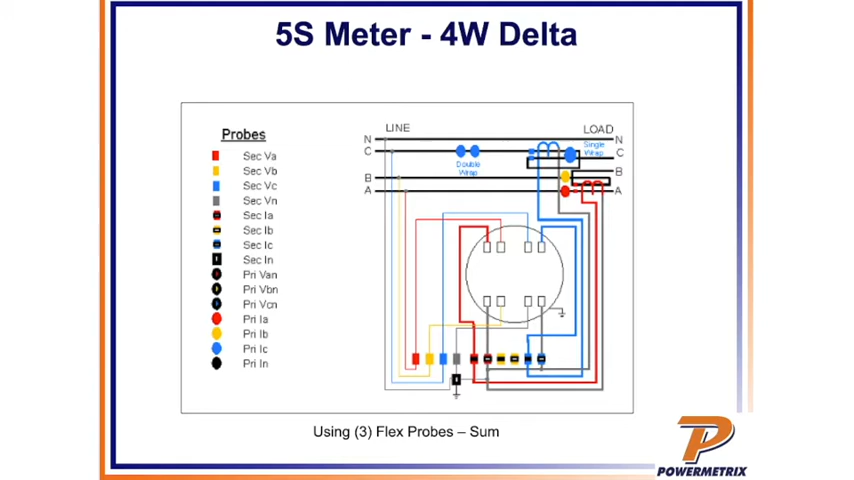 5S Meter - 4W Delta
LINE
LOAD
N
N
C
C
B
B
A
A
Single
Wrap
Double
Wrap
Probes
Sec Va
Sec Vb
Sec Vc
Sec Vn
Sec Ia
Sec Ib
Sec Ic
Sec In
Pri Van
Pri Vbn
Pri Vcn
Pri Ia
Pri Ib
Pri Ic
Pri In
Using (3) Flex Probes – Sum
P
POWERMETRIX